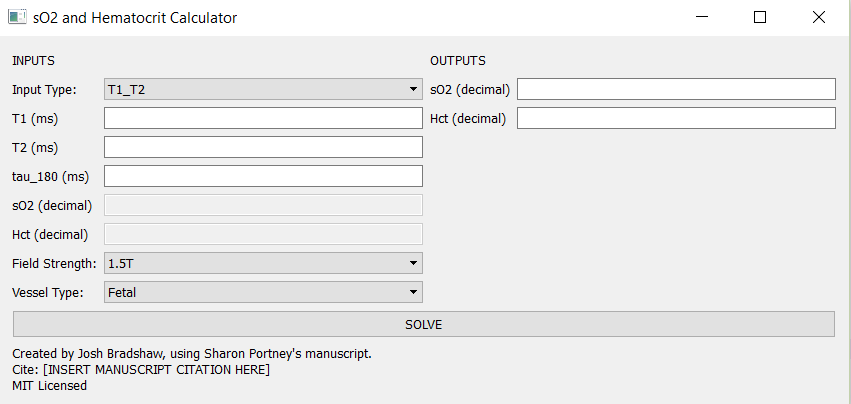 sO2 and Hematocrit Calculator
INPUTS
Input Type: T1_T2
T1 (ms)
T2 (ms)
tau_180 (ms)
sO2 (decimal)
Hct (decimal)
Field Strength: 1.5T
Vessel Type: Fetal
OUTPUTS
sO2 (decimal)
Hct (decimal)
SOLVE
Created by Josh Bradshaw, using Sharon Portney's manuscript.
Cite: [INSERT MANUSCRIPT CITATION HERE]
MIT Licensed